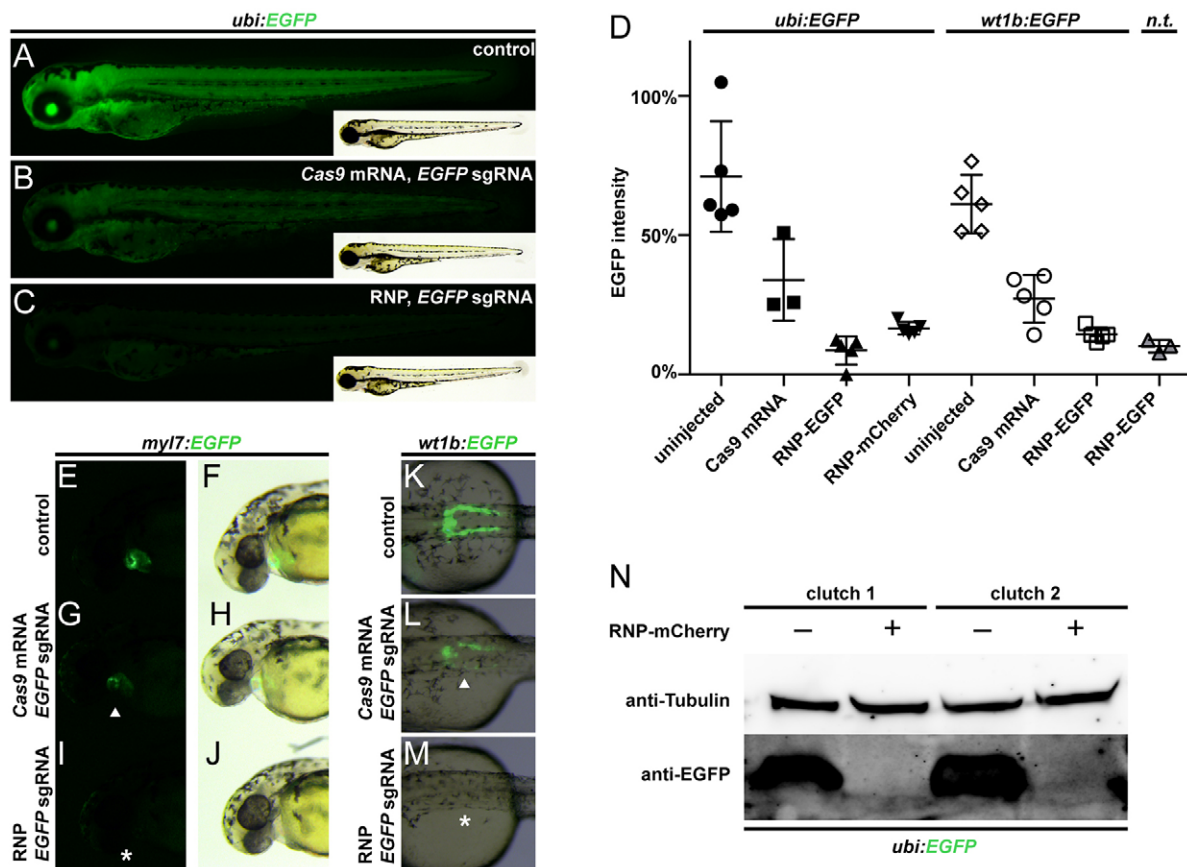 ubi:EGFP
A
control
B
Cas9 mRNA, EGFP sgRNA
C
RNP, EGFP sgRNA
D
ubi:EGFP
wt1b:EGFP
n.t.
EGFP intensity
100%
50%
0%
uninjected
Cas9 mRNA
RNP-EGFP
RNP-mCherry
uninjected
Cas9 mRNA
RNP-EGFP
RNP-EGFP
myl7:EGFP
wt1b:EGFP
control
E
F
control
K
Cas9 mRNA
EGFP sgRNA
G
H
Cas9 mRNA
EGFP sgRNA
L
RNP
EGFP sgRNA
I
*
J
RNP
EGFP sgRNA
M
*
N
clutch 1
clutch 2
RNP-mCherry
– + – +
anti-Tubulin
anti-EGFP
ubi:EGFP